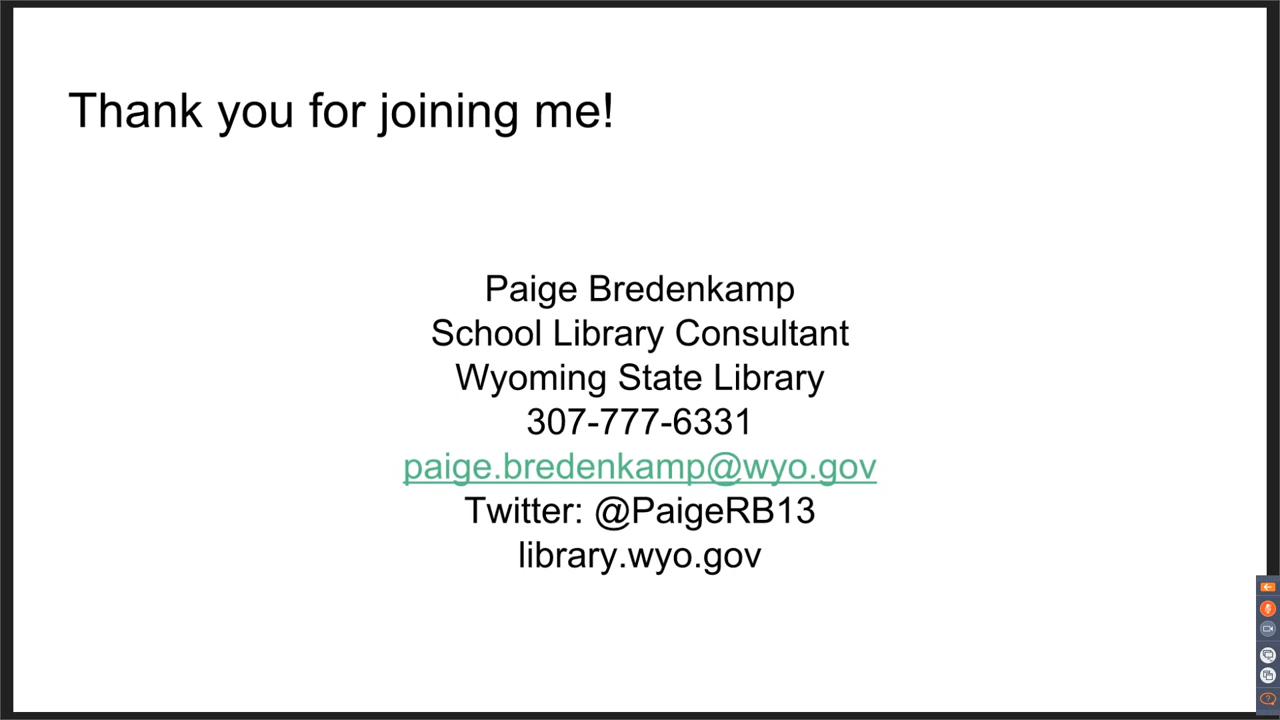 Thank you for joining me!
Paige Bredenkamp
School Library Consultant
Wyoming State Library
307-777-6331
paige.bredenkamp@wyo.gov
Twitter: @PaigeRB13
library.wyo.gov